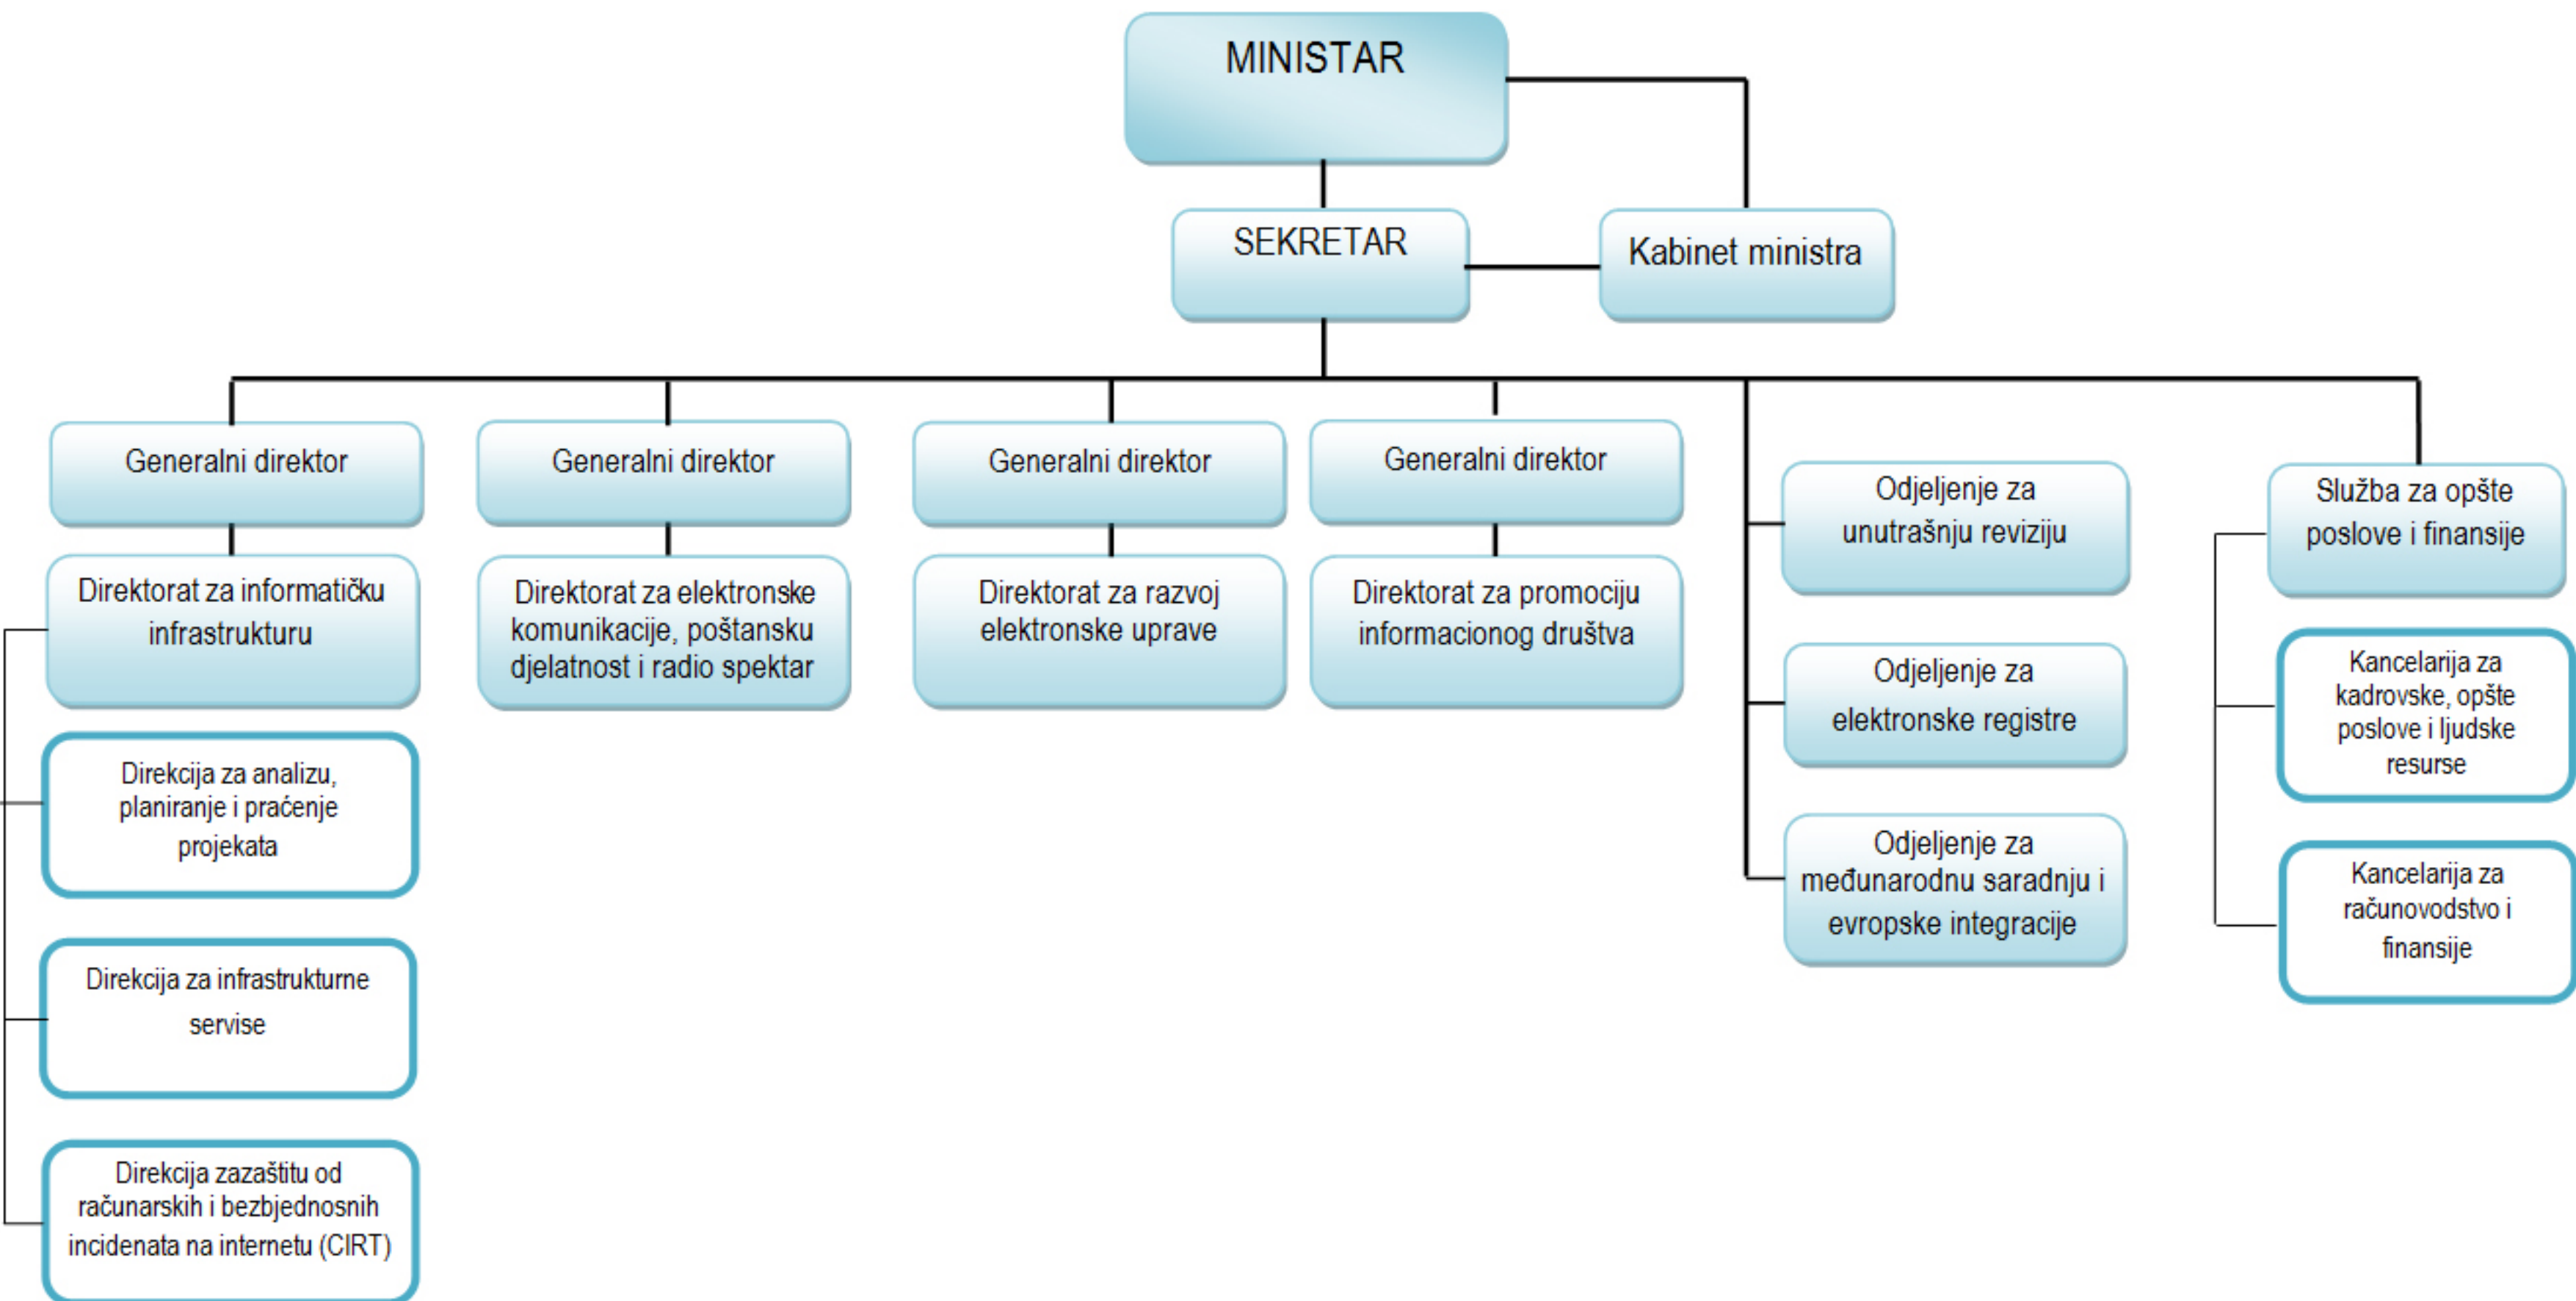 MINISTAR
SEKRETAR
Kabinet ministra
Generalni direktor
Generalni direktor
Generalni direktor
Generalni direktor
Odjeljenje za
unutrašnju reviziju
Služba za opšte
poslove i finansije
Direktorat za informatičku
infrastrukturu
Direktorat za elektronske
komunikacije, poštansku
djelatnost i radio spektar
Direktorat za razvoj
elektronske uprave
Direktorat za promociju
informacionog društva
Odjeljenje za
elektronske registre
Kancelarija za
kadrovske, opšte
poslove i ljudske
resurse
Direkcija za analizu,
planiranje i praćenje
projekata
Odjeljenje za
međunarodnu saradnju i
evropske integracije
Kancelarija za
računovodstvo i
finansije
Direkcija za infrastrukturne
servise
Direkcija zazaštitu od
računarskih i bezbjednosnih
incidenata na internetu (CIRT)